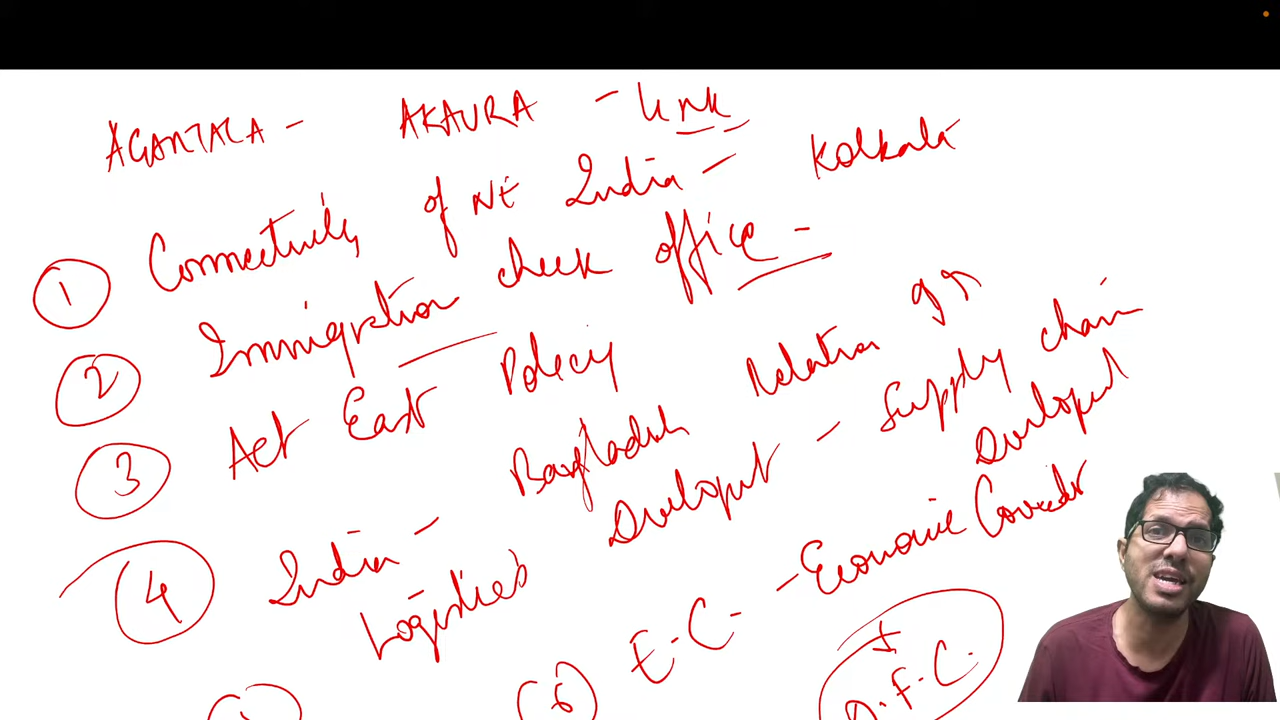 AGARTALA - AKAURA - link
① Connectivity of NE India - Kolkata
② Immigration check office -
③ Act East Policy
④ India - Bangladesh Relation
Logistics Development - Supply chain
Development
⑥ E.C. - Economic Corridor
D.F.C.